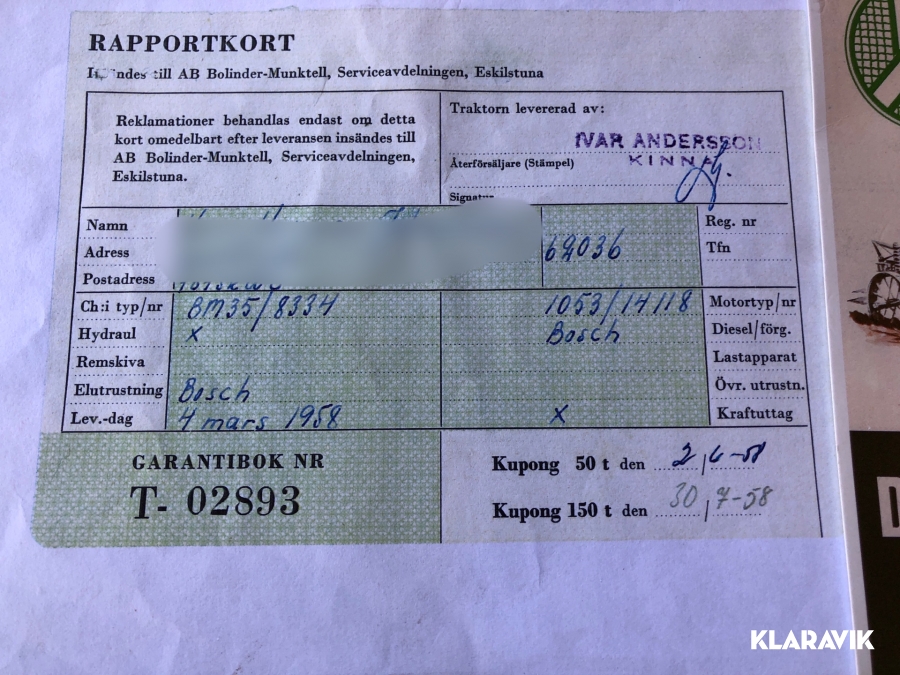 RAPPORTKORT
till AB Bolinder-Munktell, Serviceavdelningen, Eskilstuna
Reklamationer behandlas endast om detta
kort omedelbart efter leveransen insändes till
AB Bolinder-Munktell, Serviceavdelningen,
Eskilstuna.
Traktorn levererad av:
IVAR ANDERSSON
KINNA
Återförsäljare (Stämpel)
Signatur
Namn Reg. nr
Adress 69036 Tfn
Postadress
Ch:i typ/nr BM35/8334 1053/14118 Motortyp/nr
Hydraul x Bosch Diesel/förg.
Remskiva Lastapparat
Elutrustning Bosch Övr. utrustn.
Lev.-dag 4 mars 1958 x Kraftuttag
GARANTIBOK NR
T- 02893
Kupong 50 t den 2/6-58
Kupong 150 t den 30/7-58
KLARAVIK